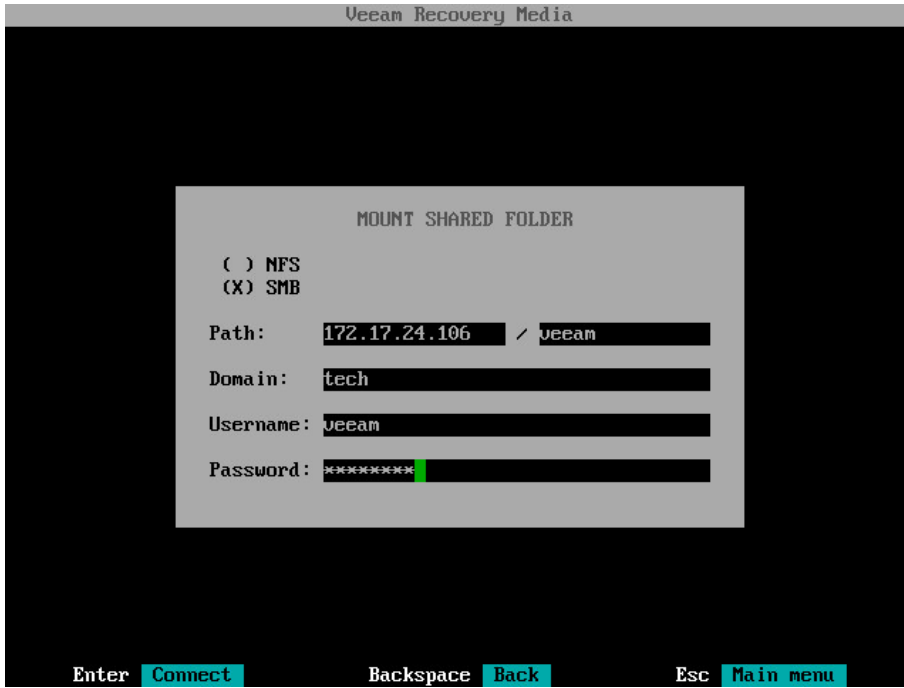 Veeam Recovery Media
MOUNT SHARED FOLDER
( ) NFS
(X) SMB
Path: 172.17.24.106 / veeam
Domain: tech
Username: veeam
Password: ********
Enter Connect Backspace Back Esc Main menu